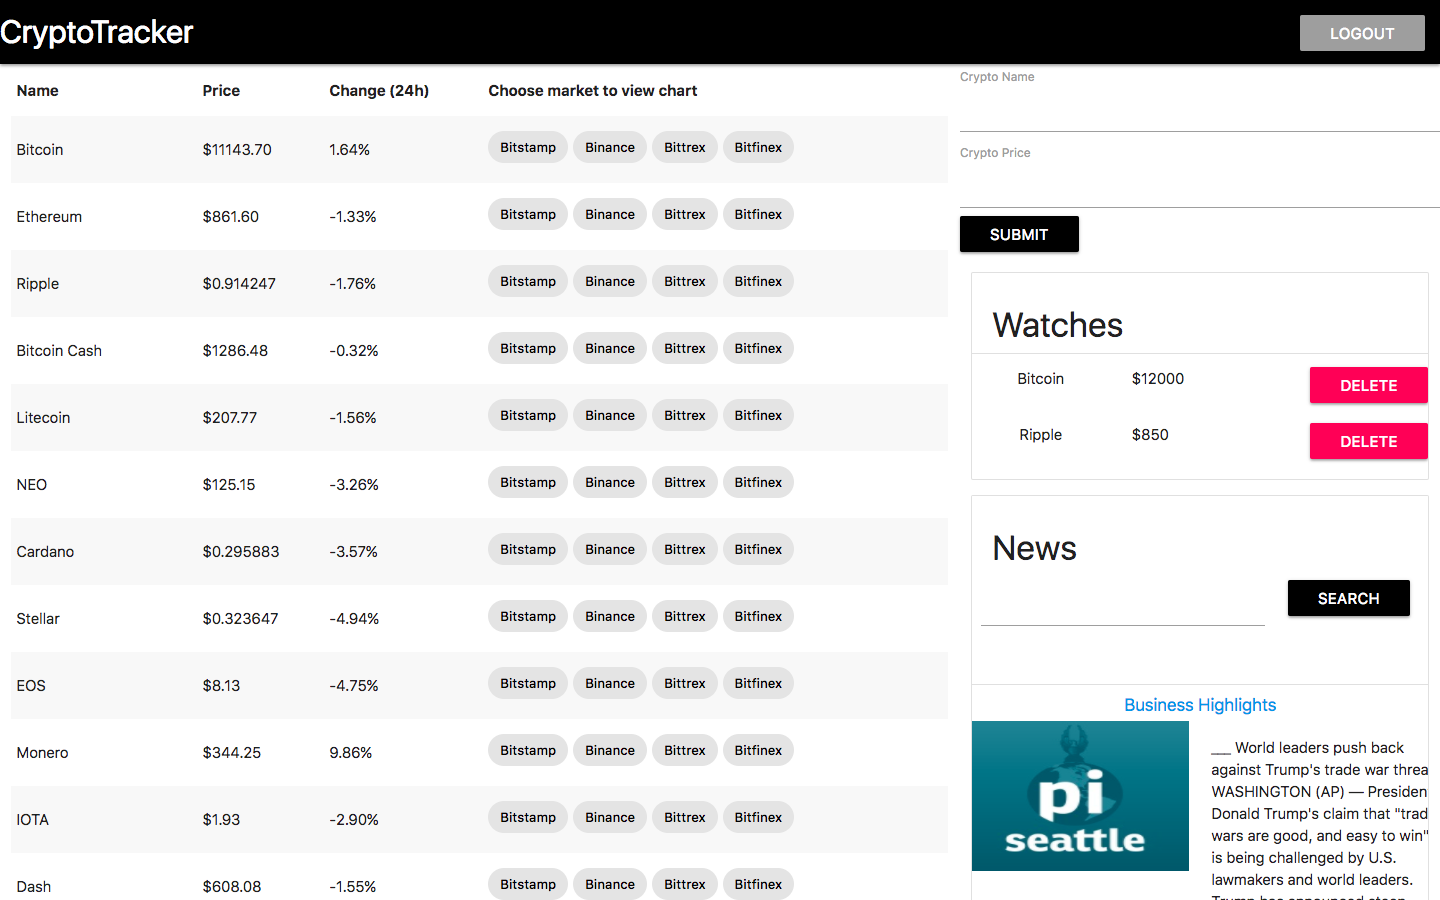 CryptoTracker
LOGOUT
Name Price Change (24h) Choose market to view chart
Bitcoin $11143.70 1.64% Bitstamp Binance Bittrex Bitfinex
Ethereum $861.60 -1.33% Bitstamp Binance Bittrex Bitfinex
Ripple $0.914247 -1.76% Bitstamp Binance Bittrex Bitfinex
Bitcoin Cash $1286.48 -0.32% Bitstamp Binance Bittrex Bitfinex
Litecoin $207.77 -1.56% Bitstamp Binance Bittrex Bitfinex
NEO $125.15 -3.26% Bitstamp Binance Bittrex Bitfinex
Cardano $0.295883 -3.57% Bitstamp Binance Bittrex Bitfinex
Stellar $0.323647 -4.94% Bitstamp Binance Bittrex Bitfinex
EOS $8.13 -4.75% Bitstamp Binance Bittrex Bitfinex
Monero $344.25 9.86% Bitstamp Binance Bittrex Bitfinex
IOTA $1.93 -2.90% Bitstamp Binance Bittrex Bitfinex
Dash $608.08 -1.55% Bitstamp Binance Bittrex Bitfinex
Crypto Name
Crypto Price
SUBMIT
Watches
Bitcoin $12000 DELETE
Ripple $850 DELETE
News
SEARCH
Business Highlights
pi
seattle
___ World leaders push back
against Trump's trade war threa
WASHINGTON (AP) — Presiden
Donald Trump's claim that "trad
wars are good, and easy to win"
is being challenged by U.S.
lawmakers and world leaders.
Trump has announced steep